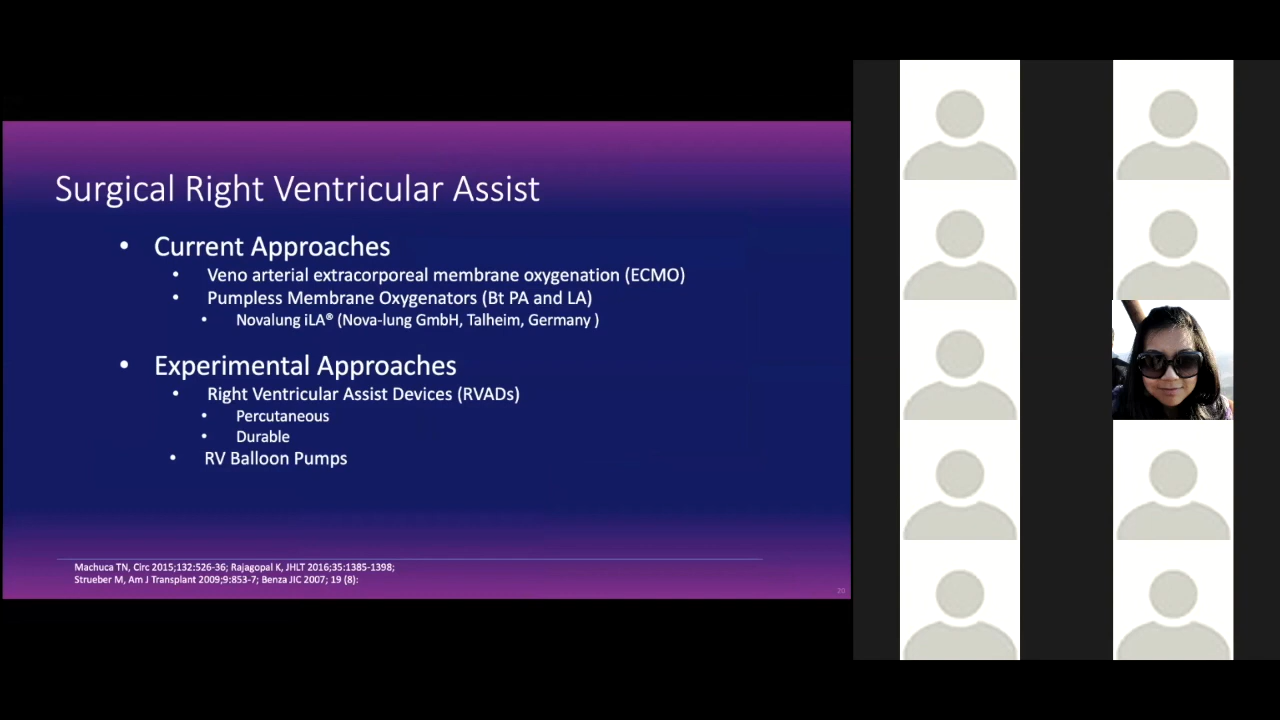 Surgical Right Ventricular Assist
• Current Approaches
• Veno arterial extracorporeal membrane oxygenation (ECMO)
• Pumpless Membrane Oxygenators (Bt PA and LA)
• Novalung iLA® (Nova-lung GmbH, Talheim, Germany )
• Experimental Approaches
• Right Ventricular Assist Devices (RVADs)
• Percutaneous
• Durable
• RV Balloon Pumps
Machuca TN, Circ 2015;132:526-36; Rajagopal K, JHLT 2016;35:1385-1398;
Strueber M, Am J Transplant 2009;9:853-7; Benza JIC 2007; 19 (8):
20